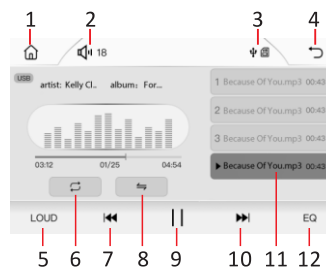 1 2 3 4
18
USB artist: Kelly Cl.. album: For...
1 Because Of You.mp3 00:43
2 Because Of You.mp3 00:43
3 Because Of You.mp3 00:43
Because Of You.mp3 00:43
03:12 01/25 04:54
LOUD EQ
5 6 7 8 9 10 11 12